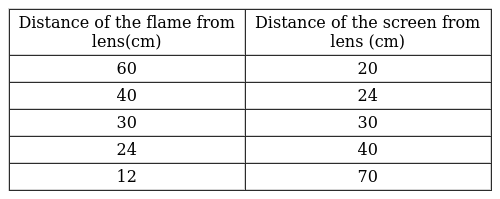 Distance of the flame from
lens(cm)
Distance of the screen from
lens (cm)
60 20
40 24
30 30
24 40
12 70